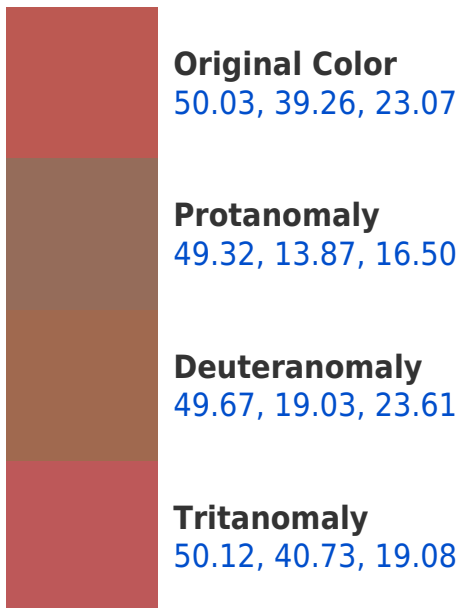 Original Color
50.03, 39.26, 23.07
Protanomaly
49.32, 13.87, 16.50
Deuteranomaly
49.67, 19.03, 23.61
Tritanomaly
50.12, 40.73, 19.08